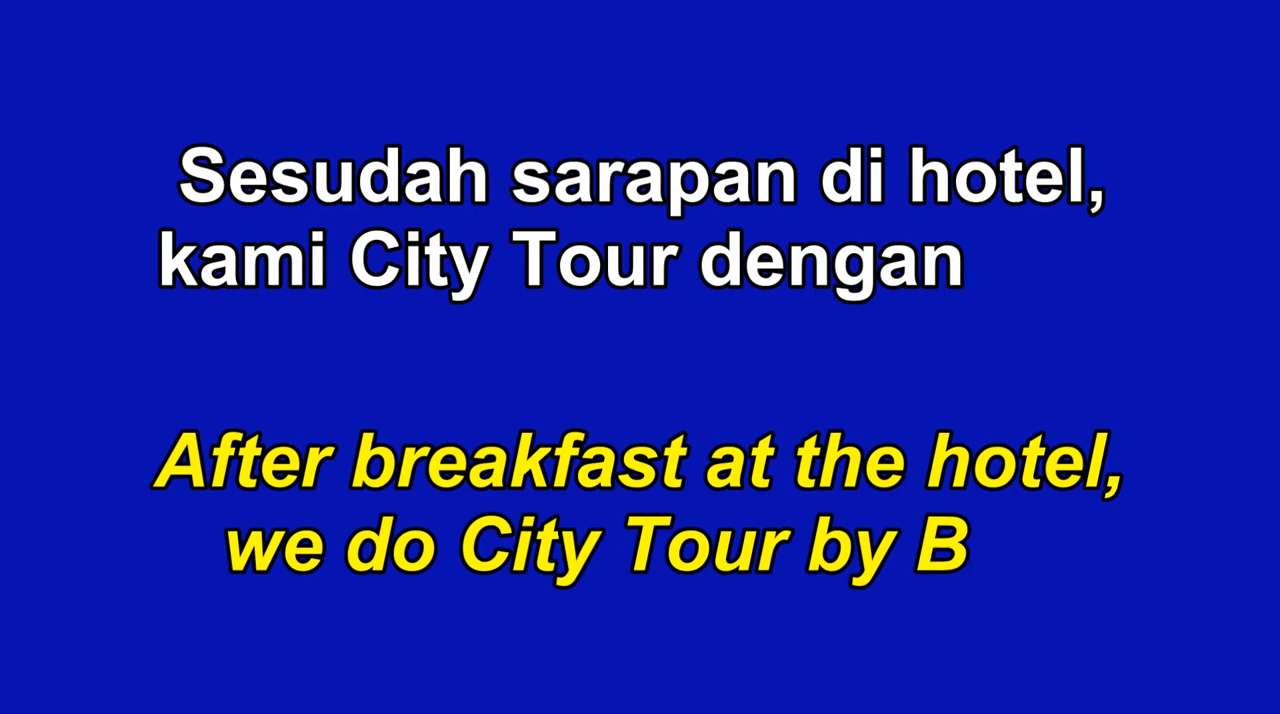 Sesudah sarapan di hotel,
kami City Tour dengan
After breakfast at the hotel,
we do City Tour by B